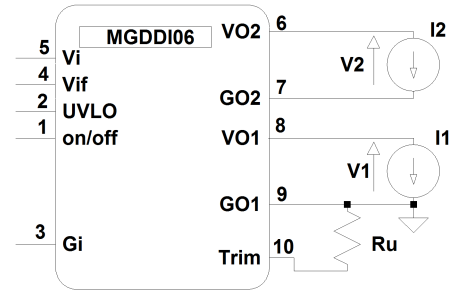 MGDDI06
5 Vi
4 Vif
2 UVLO
1 on/off
3 Gi
VO2 6
GO2 7
VO1 8
GO1 9
Trim 10
V2
I2
V1
I1
Ru